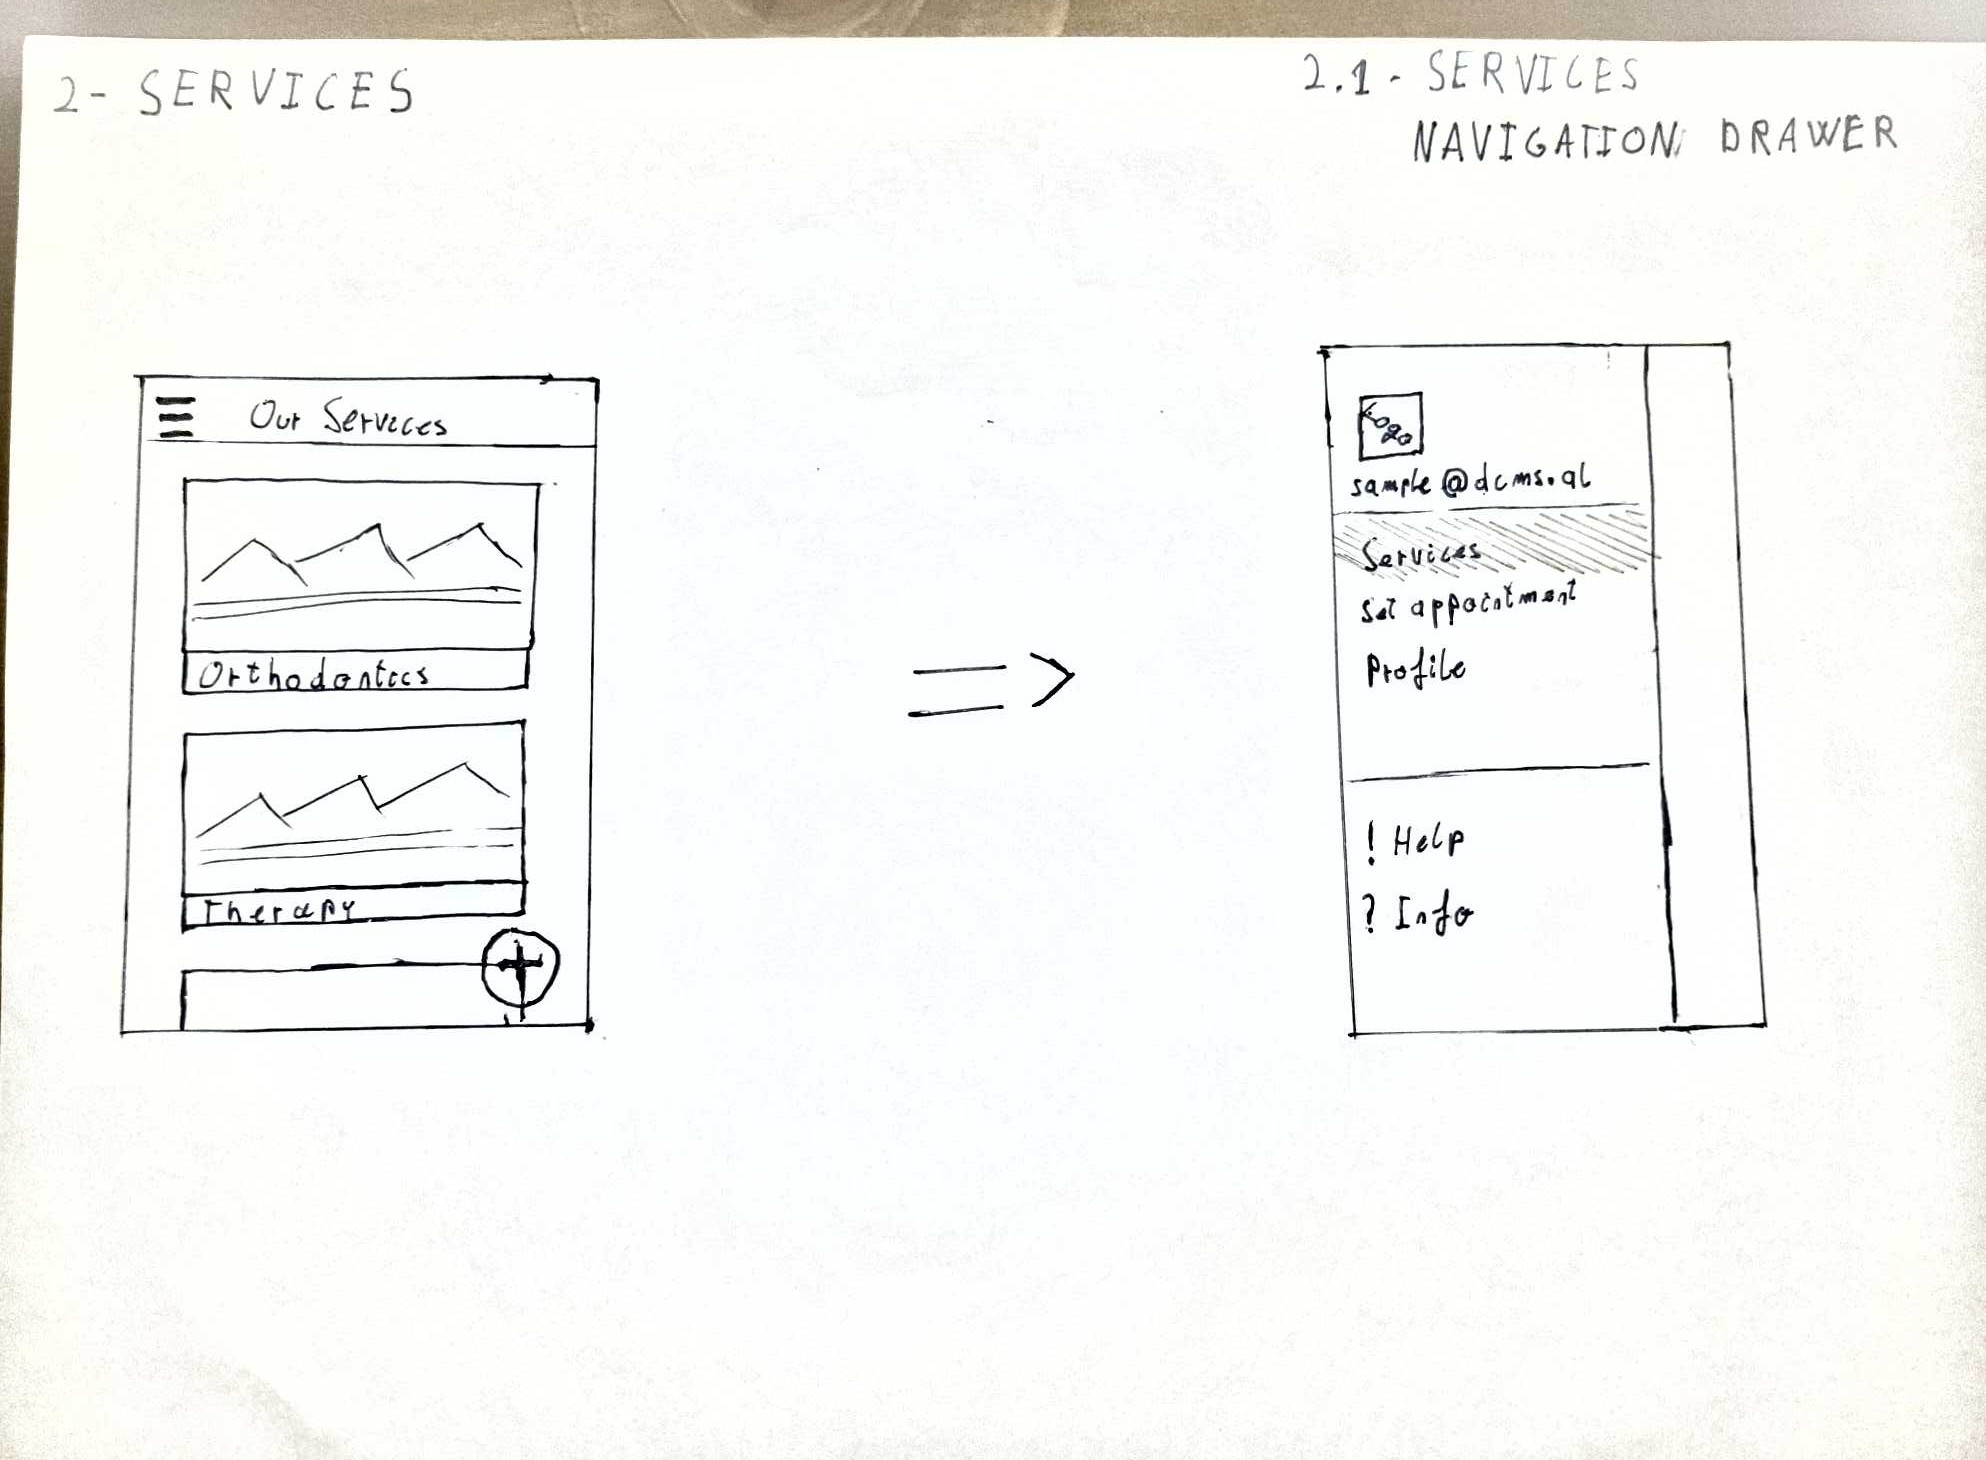 2- SERVICES
Our Services
Orthodontics
Therapy
2.1 - SERVICES
NAVIGATION DRAWER
Logo
sample@dcms.al
Services
Set appointment
Profile
! Help
? Info